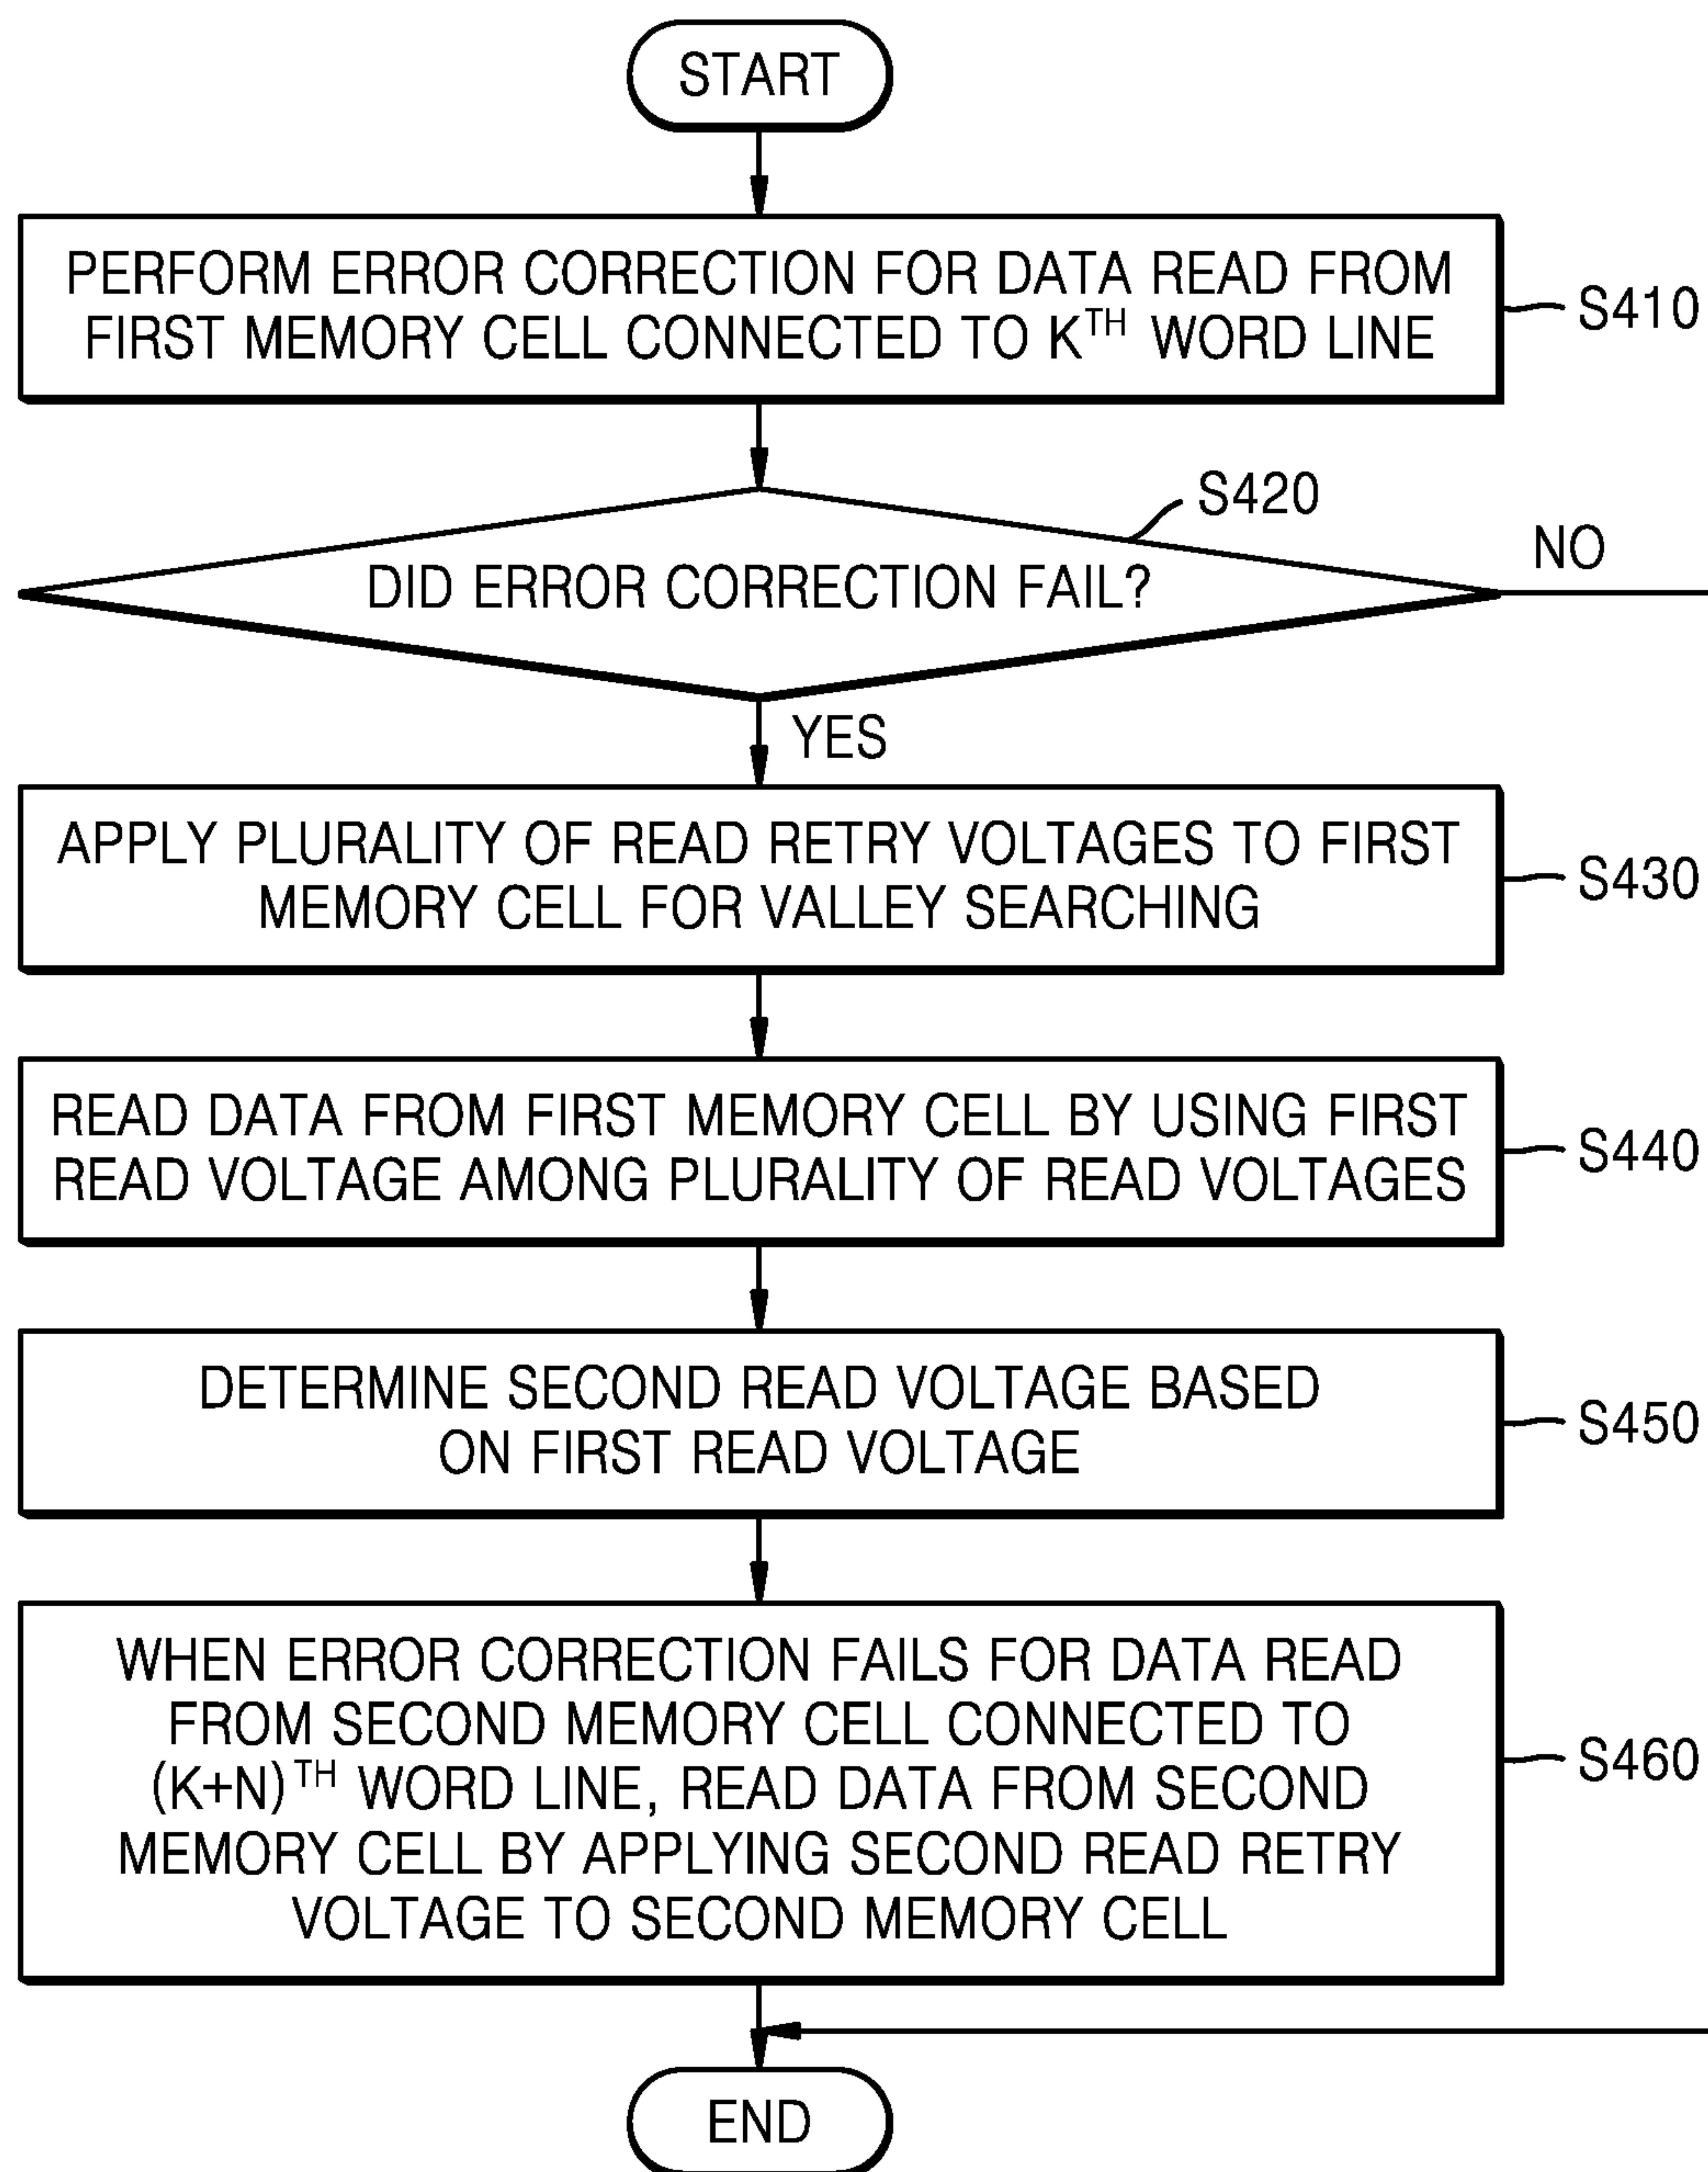 START
PERFORM ERROR CORRECTION FOR DATA READ FROM
FIRST MEMORY CELL CONNECTED TO KTH WORD LINE
S410
S420
DID ERROR CORRECTION FAIL?
NO
YES
APPLY PLURALITY OF READ RETRY VOLTAGES TO FIRST
MEMORY CELL FOR VALLEY SEARCHING
S430
READ DATA FROM FIRST MEMORY CELL BY USING FIRST
READ VOLTAGE AMONG PLURALITY OF READ VOLTAGES
S440
DETERMINE SECOND READ VOLTAGE BASED
ON FIRST READ VOLTAGE
S450
WHEN ERROR CORRECTION FAILS FOR DATA READ
FROM SECOND MEMORY CELL CONNECTED TO
(K+N)TH WORD LINE, READ DATA FROM SECOND
MEMORY CELL BY APPLYING SECOND READ RETRY
VOLTAGE TO SECOND MEMORY CELL
S460
END